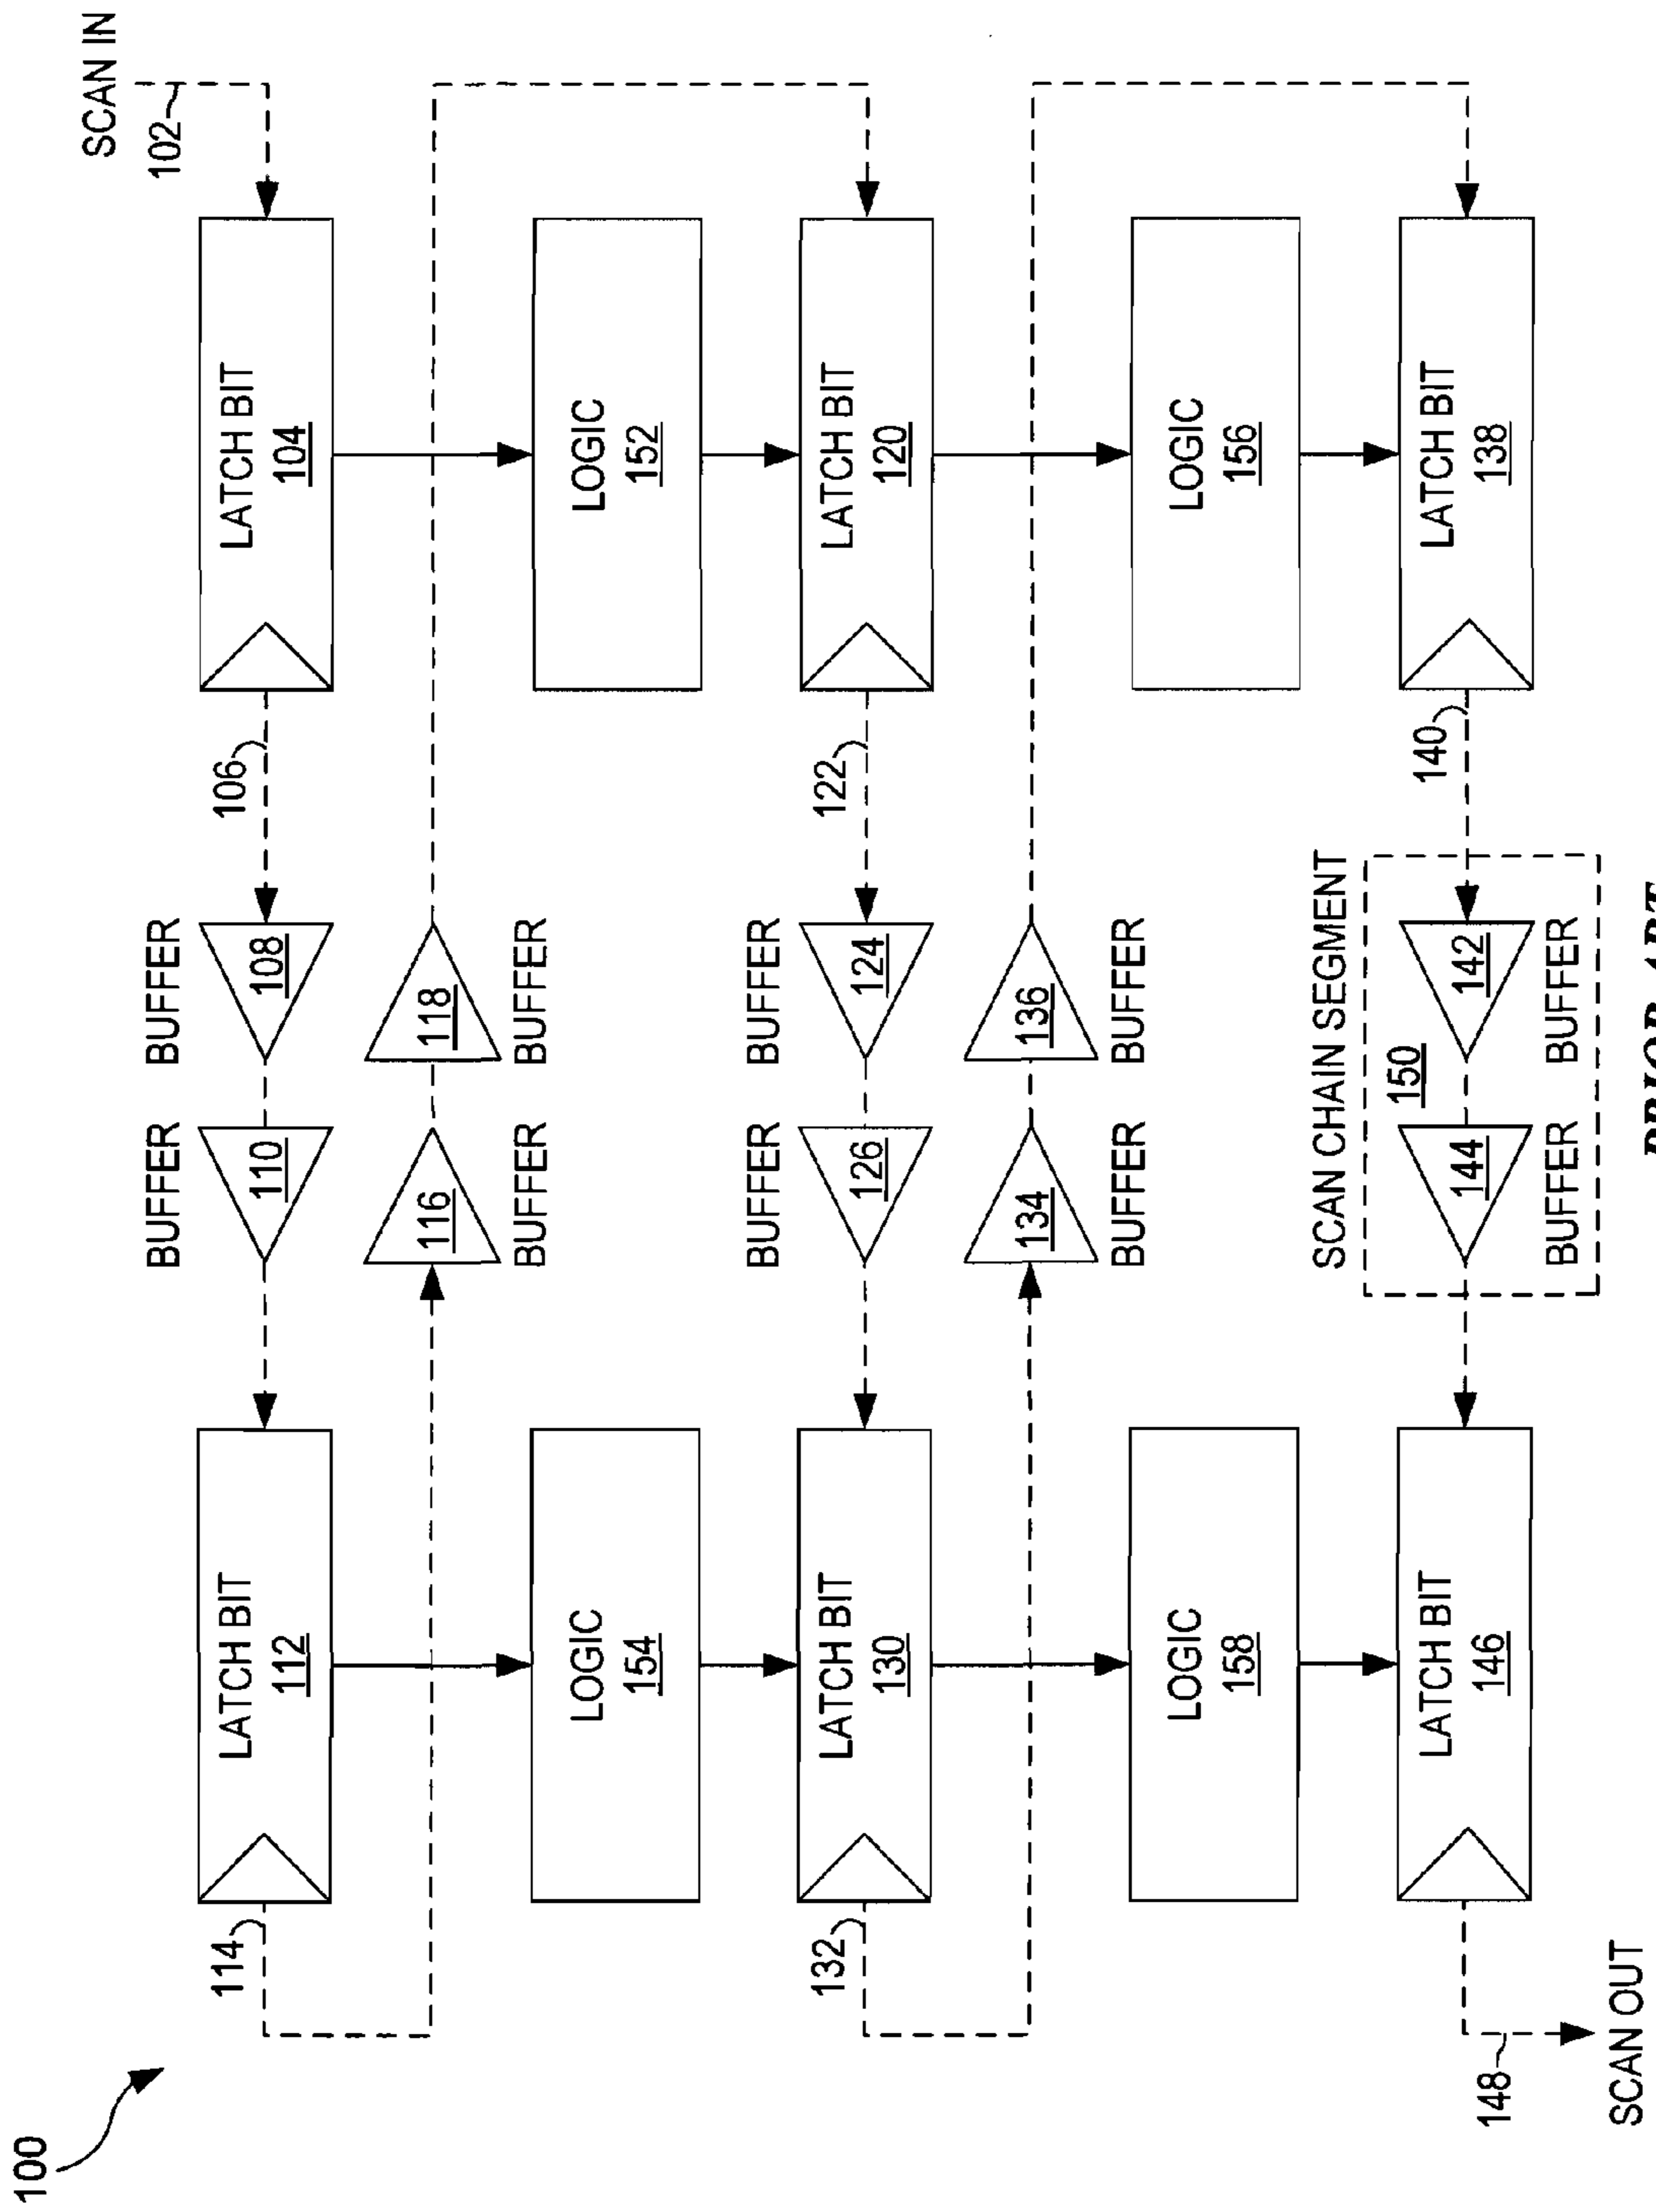 100
SCAN IN
102
BUFFER
BUFFER
114
LATCH BIT
112
110
108
106
LATCH BIT
104
116
118
BUFFER
BUFFER
LOGIC
154
LOGIC
152
BUFFER
BUFFER
132
LATCH BIT
130
126
124
122
LATCH BIT
120
134
136
BUFFER
BUFFER
LOGIC
158
LOGIC
156
SCAN CHAIN SEGMENT
150
148
LATCH BIT
146
144
142
140
LATCH BIT
138
BUFFER
BUFFER
SCAN OUT
PRIOR ART